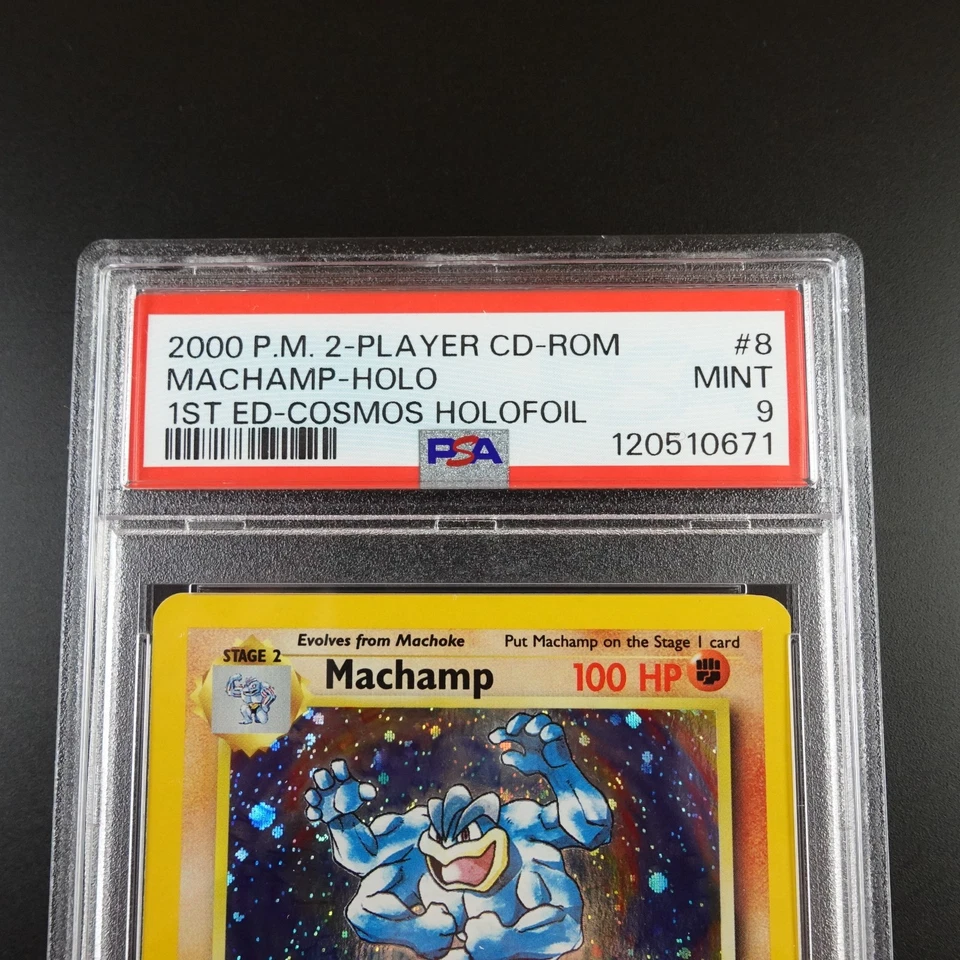 2000 P.M. 2-PLAYER CD-ROM #8
MACHAMP-HOLO MINT
1ST ED-COSMOS HOLOFOIL 9
PSA 120510671
Evolves from Machoke Put Machamp on the Stage 1 card
STAGE 2 Machamp 100 HP